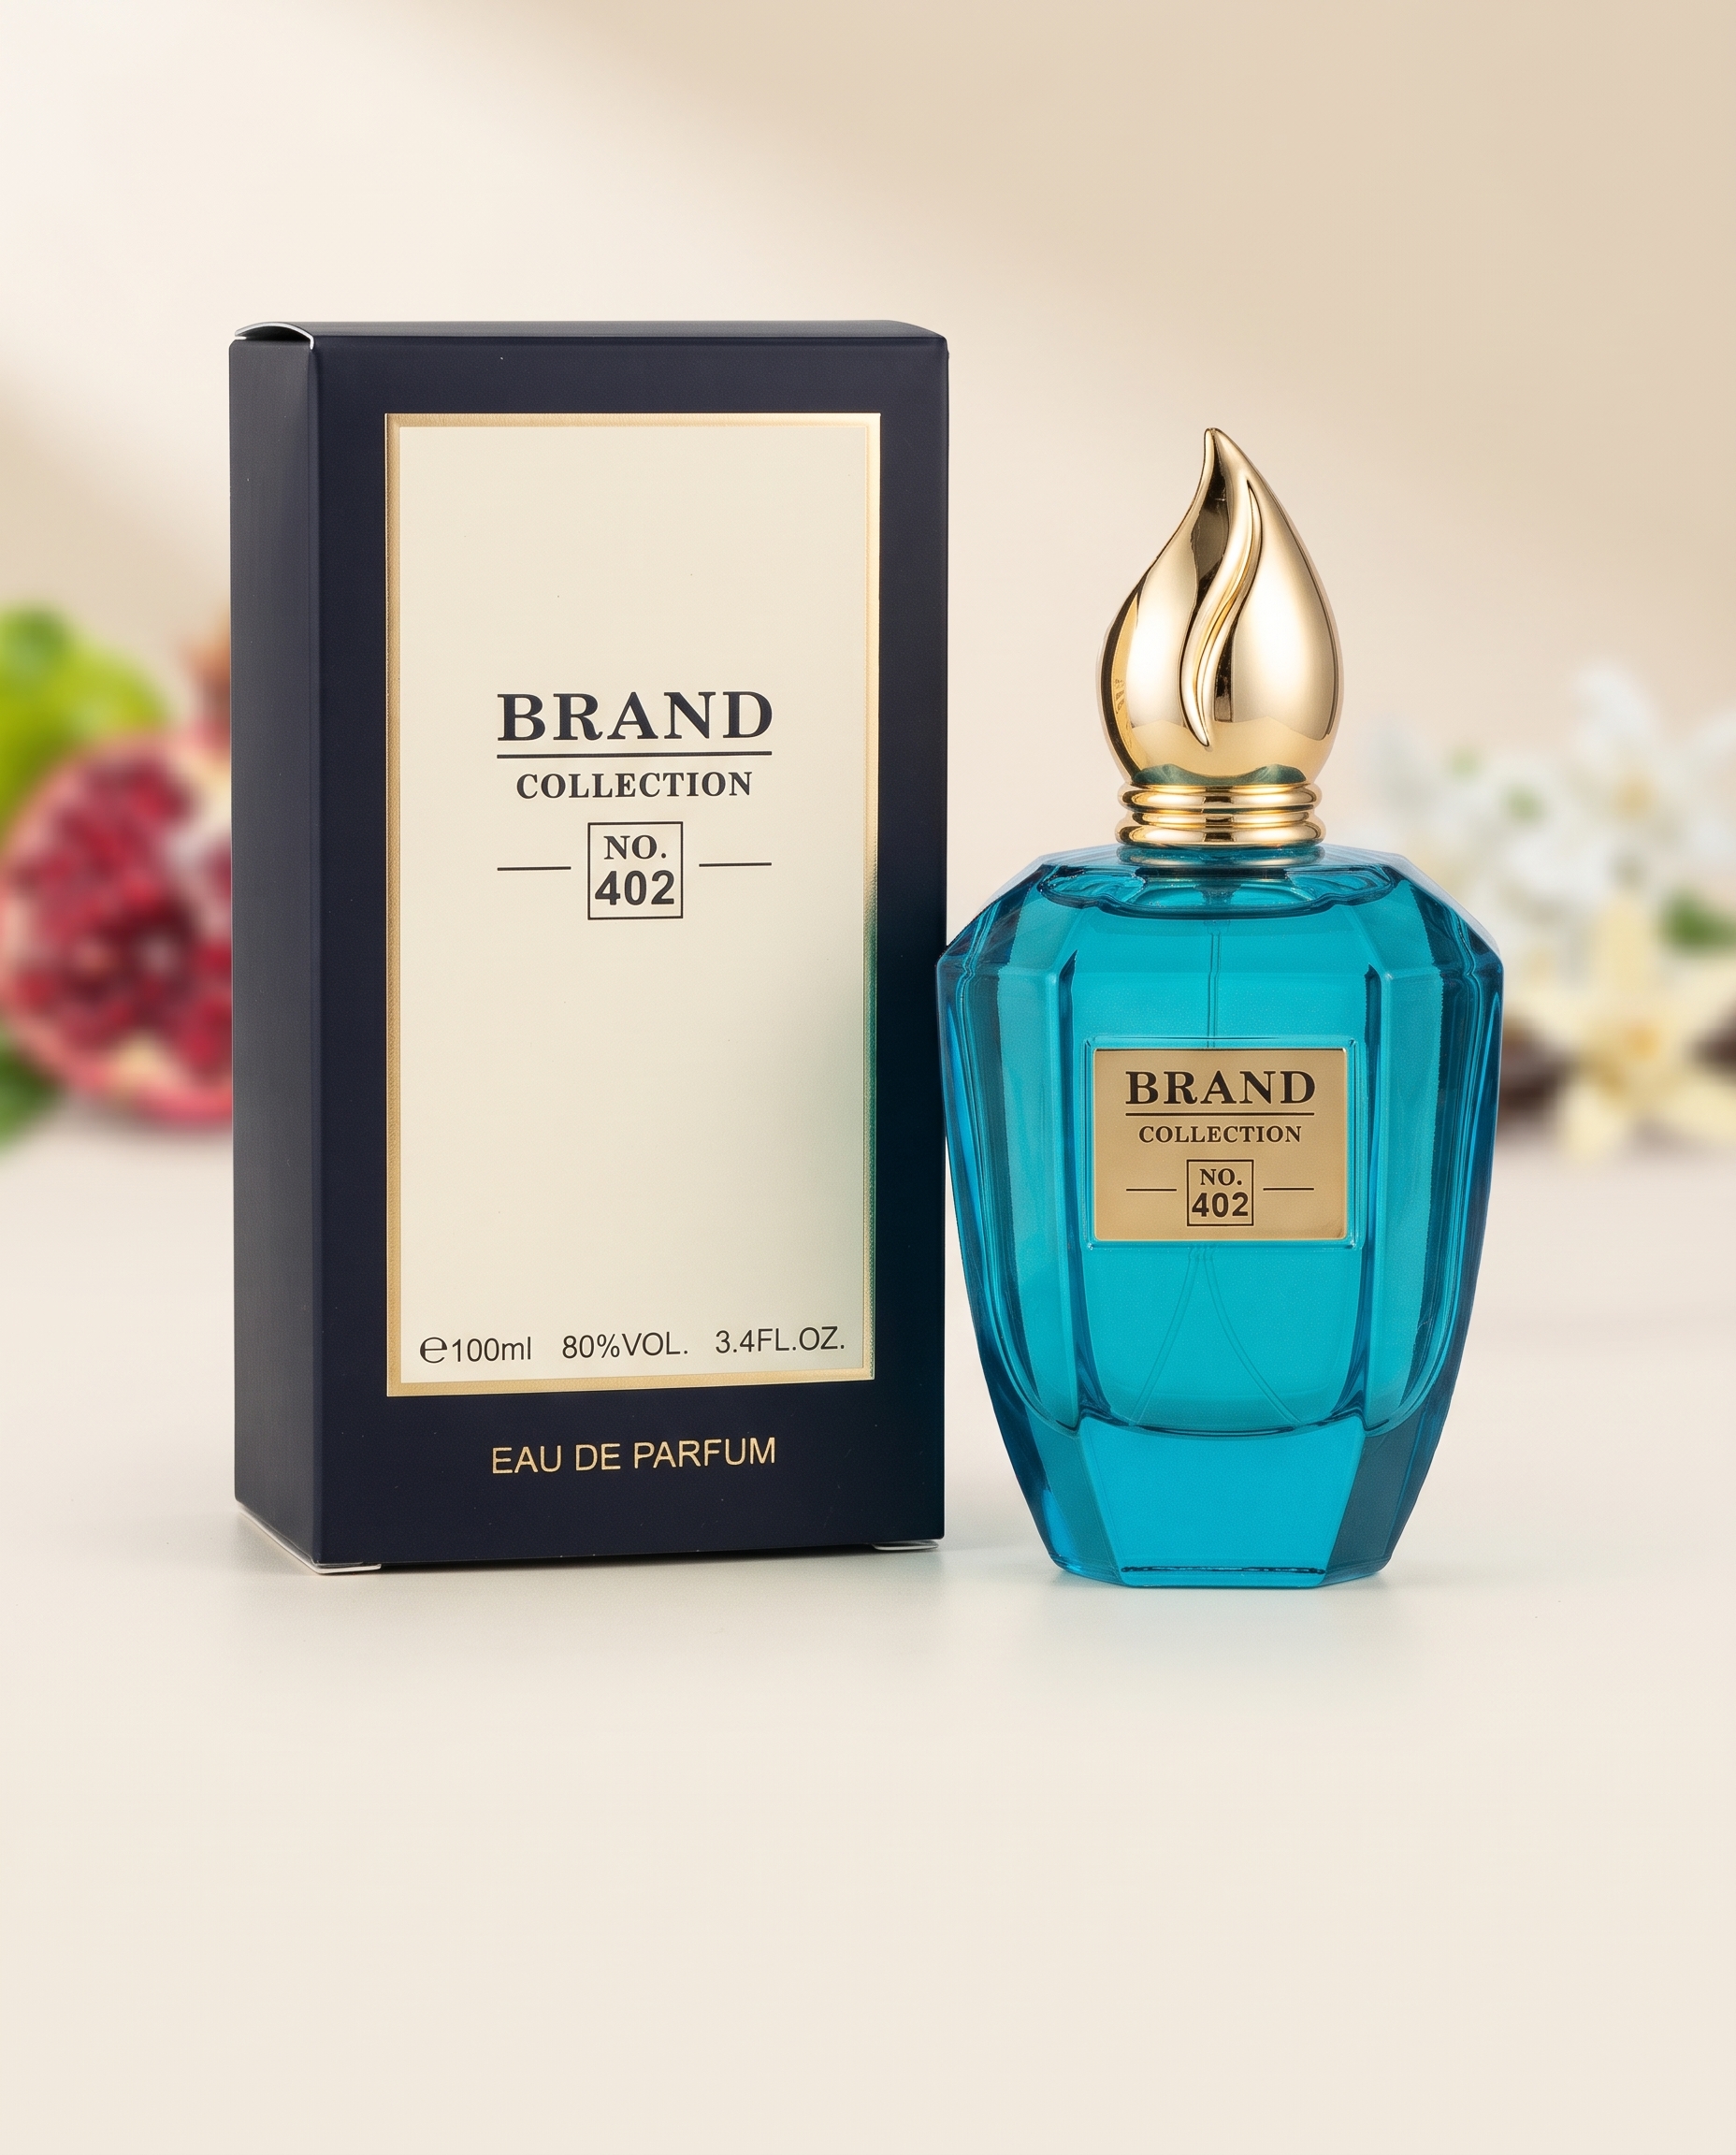 BRAND
COLLECTION
NO.
402
℮100ml 80%VOL. 3.4FL.OZ.
EAU DE PARFUM
BRAND
COLLECTION
NO.
402